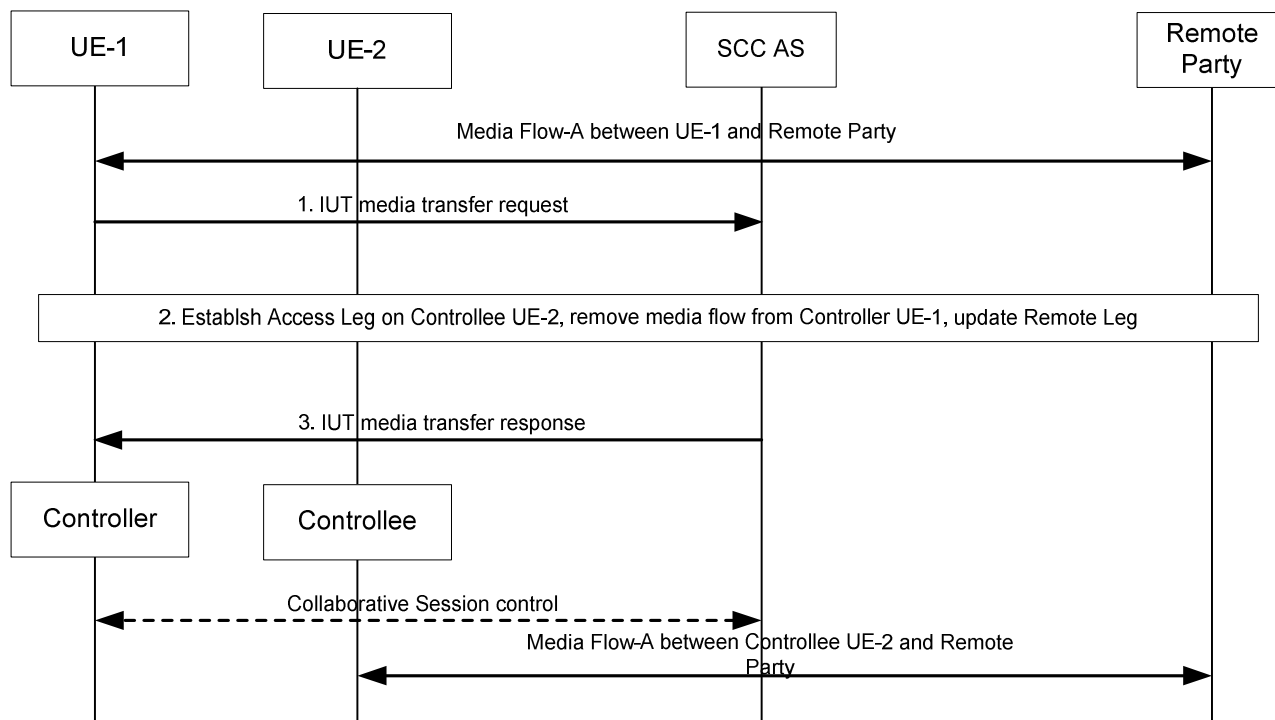 UE-1
UE-2
SCC AS
Remote
Party
Media Flow-A between UE-1 and Remote Party
1. IUT media transfer request
2. Establsh Access Leg on Controllee UE-2, remove media flow from Controller UE-1, update Remote Leg
3. IUT media transfer response
Controller
Controllee
Collaborative Session control
Media Flow-A between Controllee UE-2 and Remote
Party